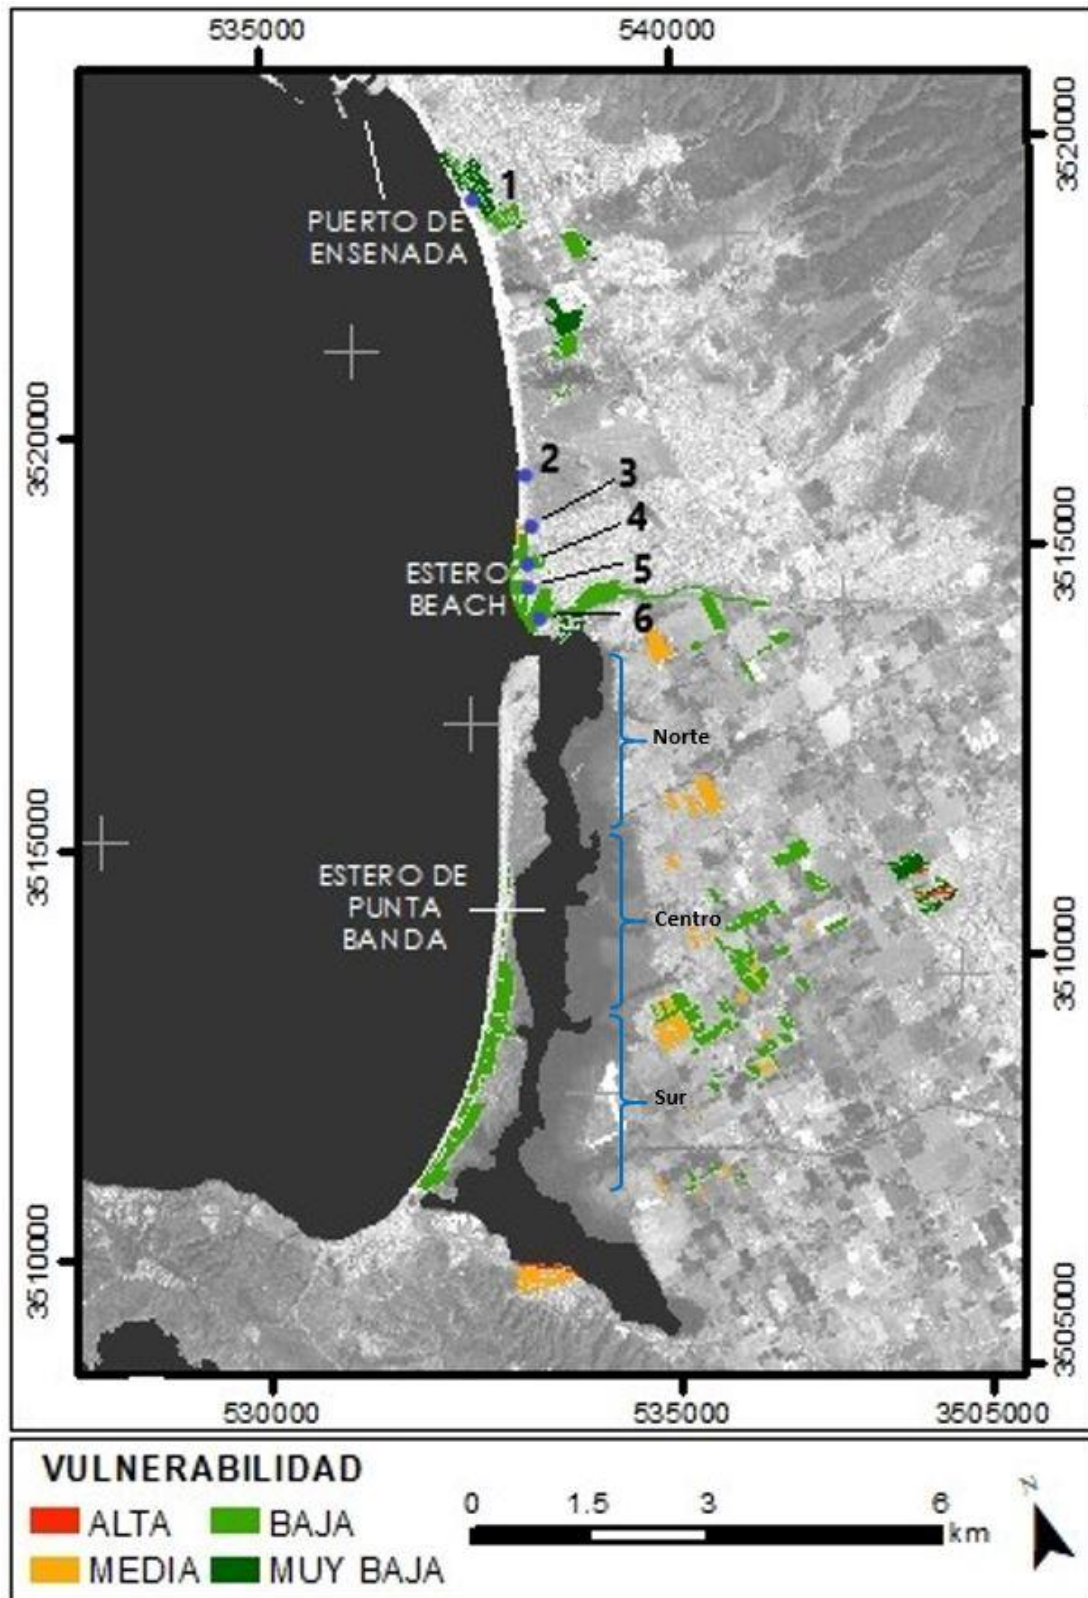 535000
540000
3520000
1
PUERTO DE
ENSENADA
3520000
2
3
4
3515000
ESTERO
BEACH
5
6
Norte
3515000
ESTERO DE
PUNTA
BANDA
Centro
3510000
Sur
3510000
3505000
530000
535000
3505000
VULNERABILIDAD
ALTA
BAJA
MEDIA
MUY BAJA
0
1.5
3
6
km
N